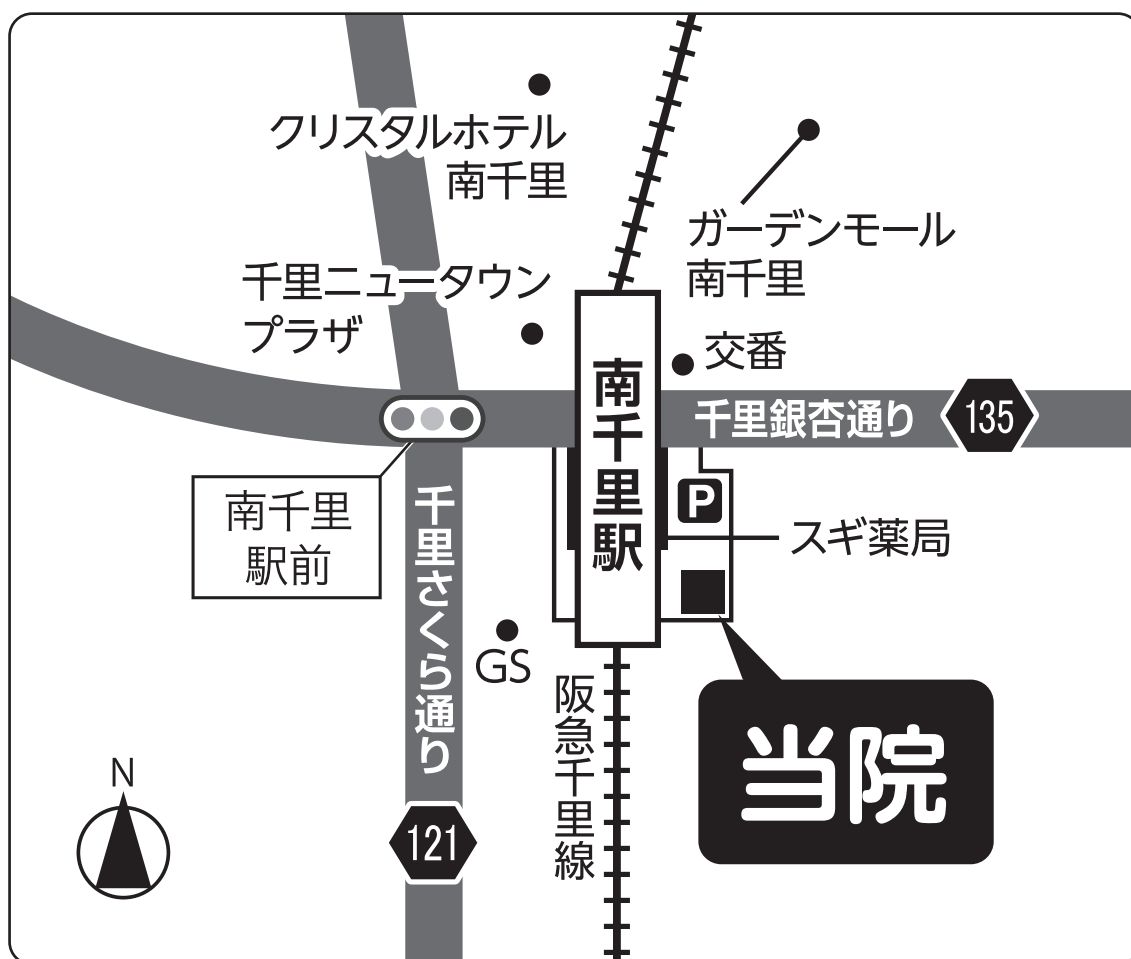 クリスタルホテル
南千里
ガーデンモール
南千里
千里ニュータウン
プラザ
交番
南千里駅
千里銀杏通り
135
南千里
駅前
P
スギ薬局
千里さくら通り
GS
阪急千里線
当院
N
121